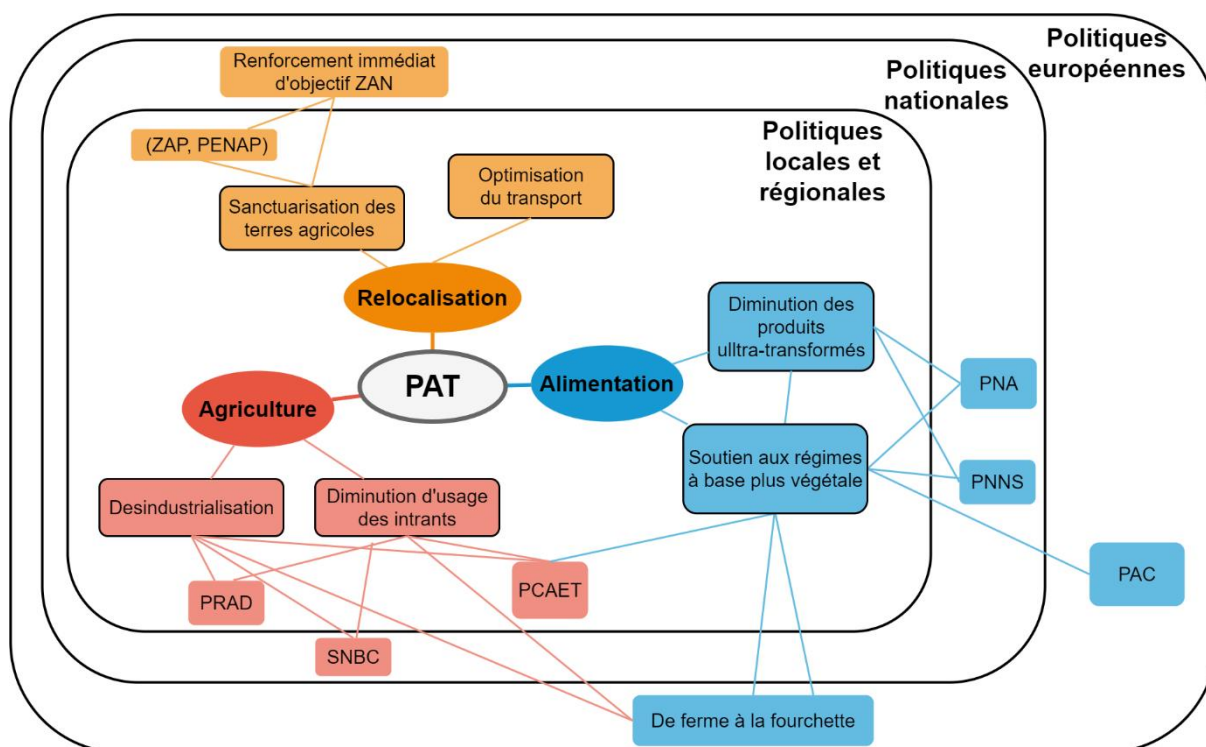 Politiques
européennes
Politiques
nationales
Politiques
locales et
régionales
Renforcement immédiat
d'objectif ZAN
(ZAP, PENAP)
Sanctuarisation des
terres agricoles
Optimisation
du transport
Relocalisation
PAT
Alimentation
Agriculture
Diminution des
produits
ulltra-transformés
Soutien aux régimes
à base plus végétale
PNA
PNNS
PAC
Desindustrialisation
Diminution d'usage
des intrants
PRAD
PCAET
SNBC
De ferme à la fourchette